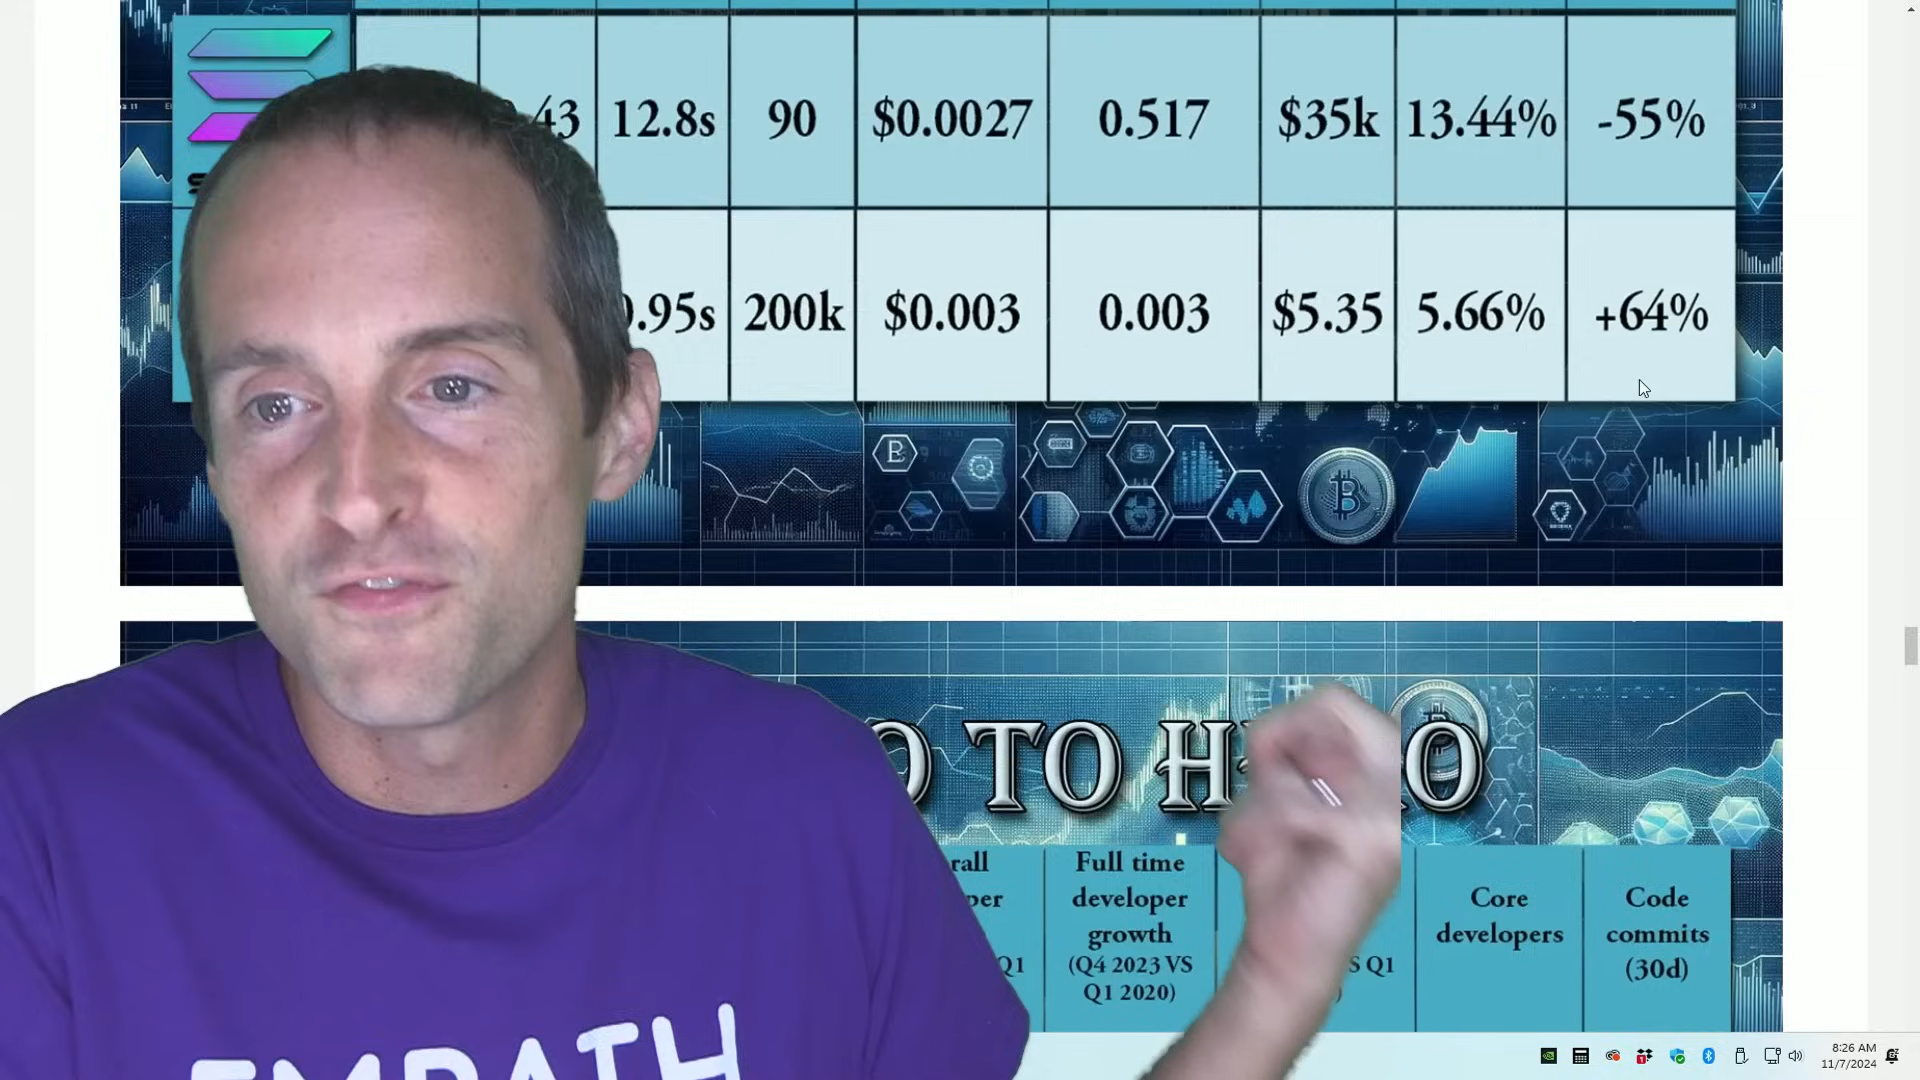 12.8s 90 $0.0027 0.517 $35k 13.44% -55%
200k $0.003 0.003 $5.35 5.66% +64%
TO
Full time
developer
growth
(Q4 2023 VS
Q1 2020)
Core
developers
Code
commits
(30d)
8:26 AM
11/7/2024
EMPATH